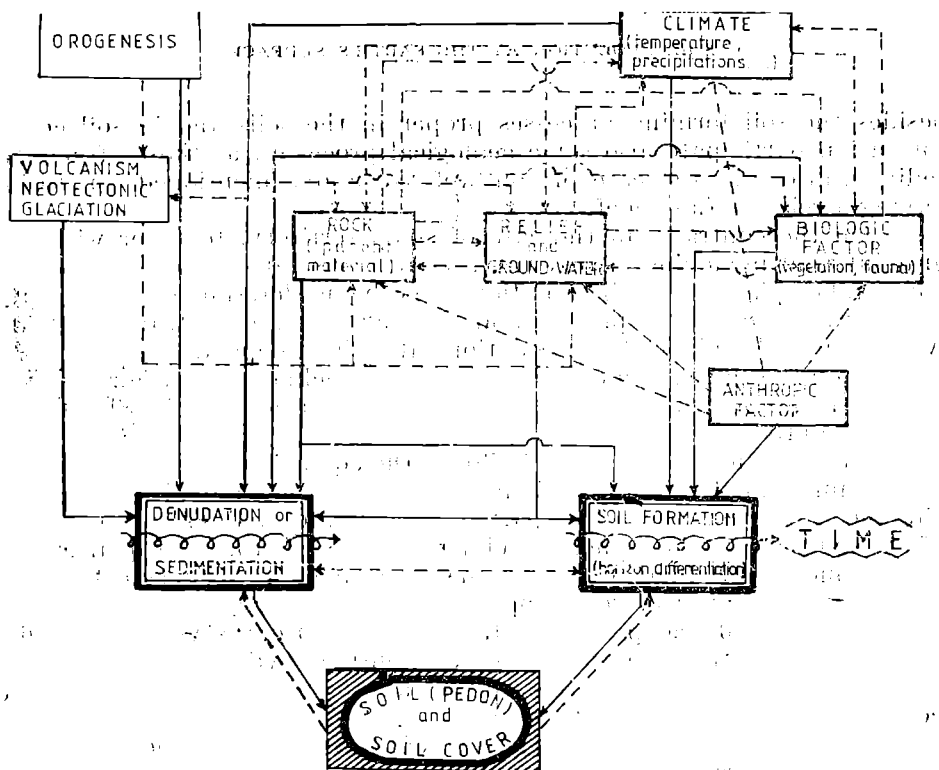 OROGENESIS
CLIMATE
(temperature,
precipitations...)
VOLCANISM
NEOTECTONIC
GLACIATION
ROCK
(parent
material)
RELIEF
and
GROUND-WATER
BIOLOGIC
FACTOR
(vegetation, fauna)
ANTHROPIC
FACTOR
DENUDATION or
SEDIMENTATION
SOIL FORMATION
(horizon differentiation)
TIME
SOIL (PEDON)
and
SOIL COVER